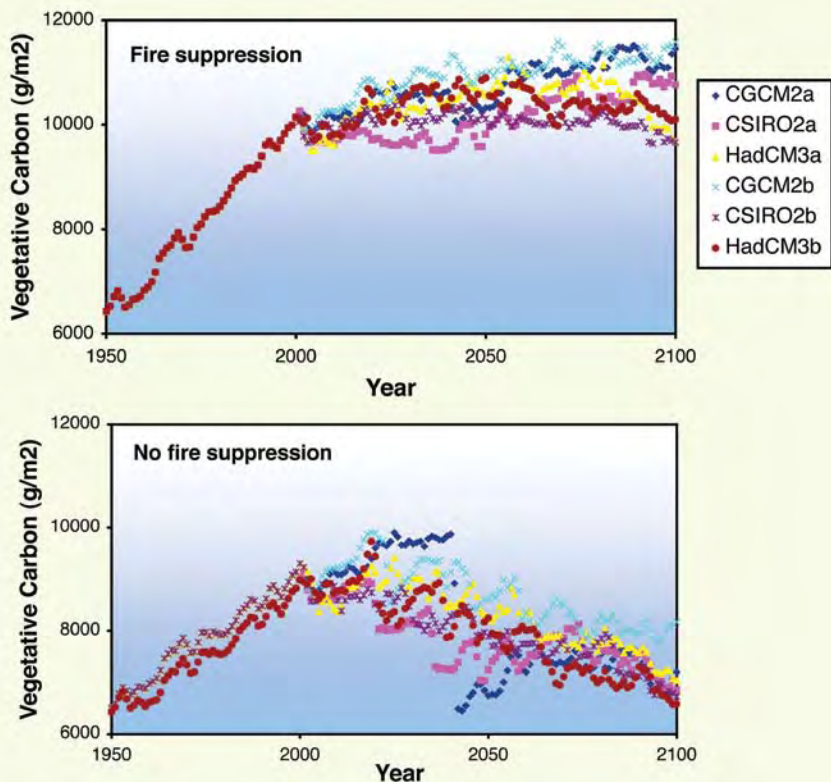 12000
Fire suppression
10000
8000
6000
Vegetative Carbon (g/m2)
1950
2000
2050
2100
Year
CGCM2a
CSIRO2a
HadCM3a
CGCM2b
CSIRO2b
HadCM3b
12000
No fire suppression
10000
8000
6000
Vegetative Carbon (g/m2)
1950
2000
2050
2100
Year